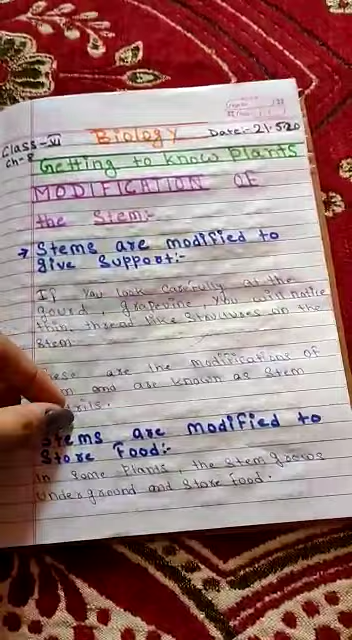 Class-VI Biology Date:-21.5.20
Ch-8 Getting to know plants
MODIFICATION OF
the Stem:-
→ Stems are modified to
give Support:-
If you look carefully at the
gourd, grapevine you will notice
thin thread like structures on the
Stem
these are the modifications of
and are known as stem
Stems are modified to
Store Food:-
In Some Plants, the Stem grows
underground and Store food.